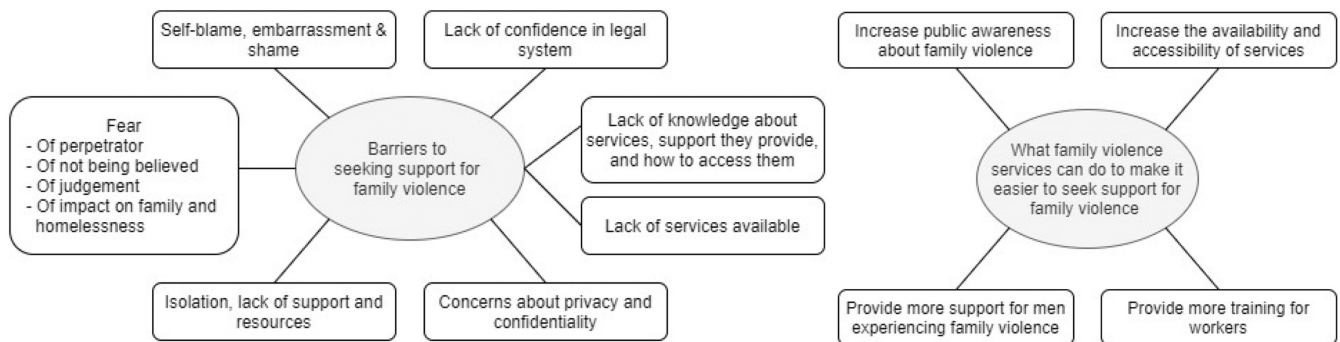 Self-blame, embarrassment &
shame
Lack of confidence in legal
system
Fear
- Of perpetrator
- Of not being believed
- Of judgement
- Of impact on family and
homelessness
Barriers to
seeking support for
family violence
Lack of knowledge about
services, support they provide,
and how to access them
Lack of services available
Isolation, lack of support and
resources
Concerns about privacy and
confidentiality
Increase public awareness
about family violence
Increase the availability and
accessibility of services
What family violence
services can do to make it
easier to seek support for
family violence
Provide more support for men
experiencing family violence
Provide more training for
workers